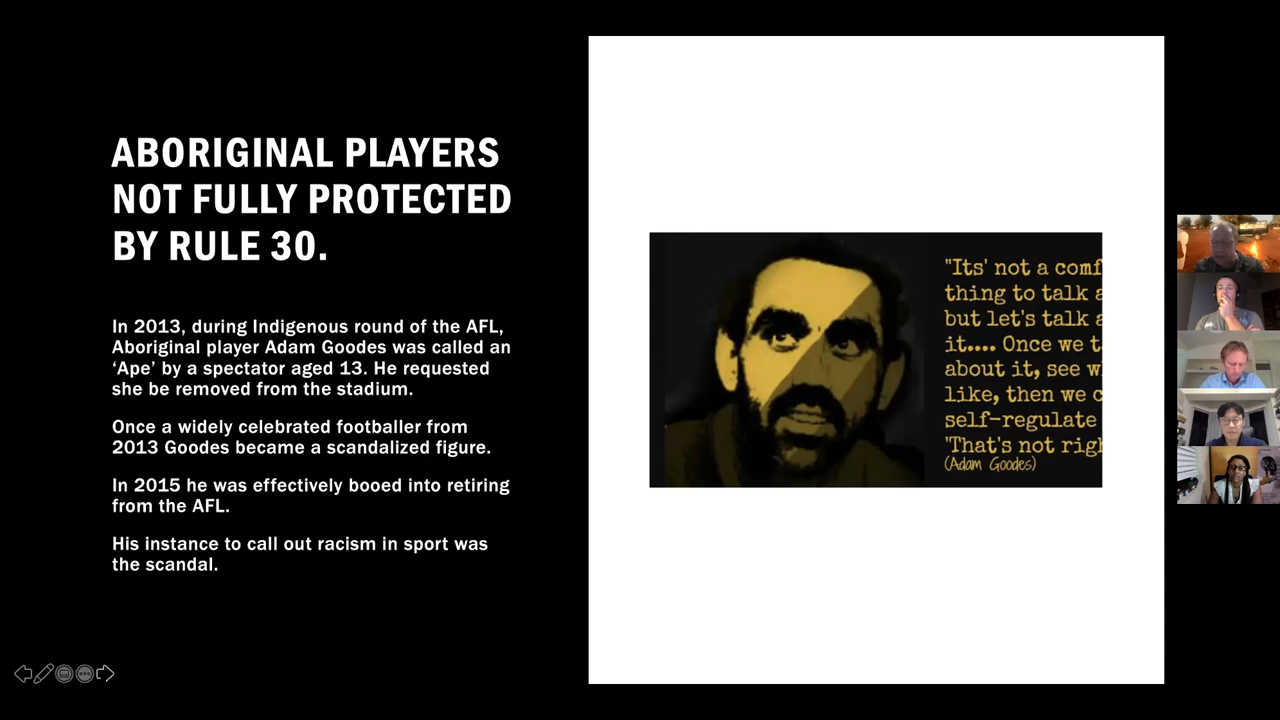 ABORIGINAL PLAYERS
NOT FULLY PROTECTED
BY RULE 30.
In 2013, during Indigenous round of the AFL,
Aboriginal player Adam Goodes was called an
‘Ape’ by a spectator aged 13. He requested
she be removed from the stadium.
Once a widely celebrated footballer from
2013 Goodes became a scandalized figure.
In 2015 he was effectively booed into retiring
from the AFL.
His instance to call out racism in sport was
the scandal.
"Its' not a
thing to talk
but let's talk
it.... Once we
about it, see
like, then we
self-regulate
'That's not
(Adam Goodes)